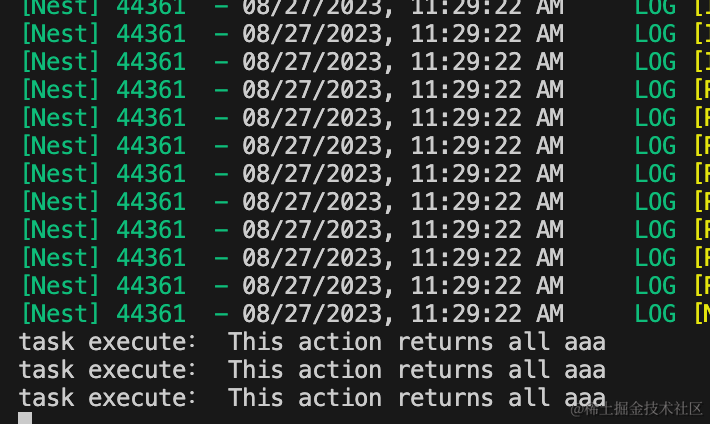 [Nest] 44361  - 08/27/2023, 11:29:22 AM     LOG [I
[Nest] 44361  - 08/27/2023, 11:29:22 AM     LOG [I
[Nest] 44361  - 08/27/2023, 11:29:22 AM     LOG [I
[Nest] 44361  - 08/27/2023, 11:29:22 AM     LOG [R
[Nest] 44361  - 08/27/2023, 11:29:22 AM     LOG [R
[Nest] 44361  - 08/27/2023, 11:29:22 AM     LOG [R
[Nest] 44361  - 08/27/2023, 11:29:22 AM     LOG [R
[Nest] 44361  - 08/27/2023, 11:29:22 AM     LOG [R
[Nest] 44361  - 08/27/2023, 11:29:22 AM     LOG [R
[Nest] 44361  - 08/27/2023, 11:29:22 AM     LOG [R
[Nest] 44361  - 08/27/2023, 11:29:22 AM     LOG [R
[Nest] 44361  - 08/27/2023, 11:29:22 AM     LOG [N
task execute： This action returns all aaa
task execute： This action returns all aaa
task execute： This action returns all aaa
@稀土掘金技术社区